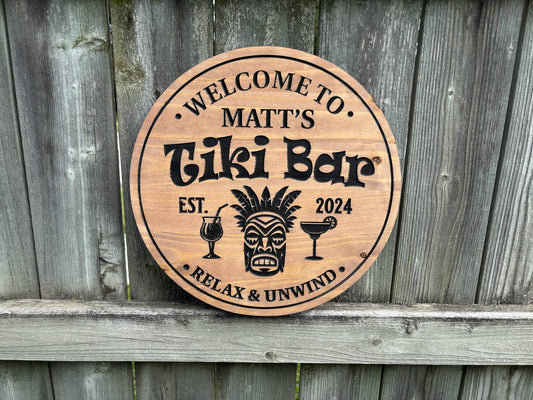 • WELCOME TO •
MATT'S
Tiki Bar
EST. 2024
• RELAX & UNWIND •